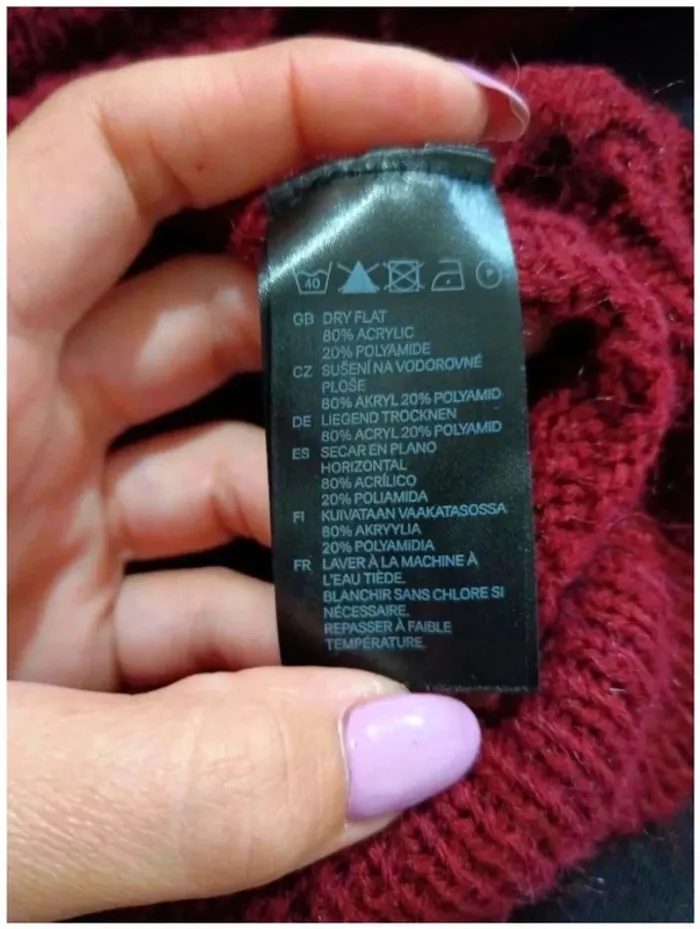 40 P
GB DRY FLAT
80% ACRYLIC
20% POLYAMIDE
CZ SUŠENÍ NA VODOROVNÉ
PLOŠE
80% AKRYL 20% POLYAMID
DE LIEGEND TROCKNEN
80% ACRYL 20% POLYAMID
ES SECAR EN PLANO
HORIZONTAL
80% ACRÍLICO
20% POLIAMIDA
FI KUIVATAAN VAAKATASOSSA
80% AKRYYLIA
20% POLYAMIDIA
FR LAVER À LA MACHINE À
L'EAU TIÈDE.
BLANCHIR SANS CHLORE SI
NÉCESSAIRE.
REPASSER À FAIBLE
TEMPÉRATURE.